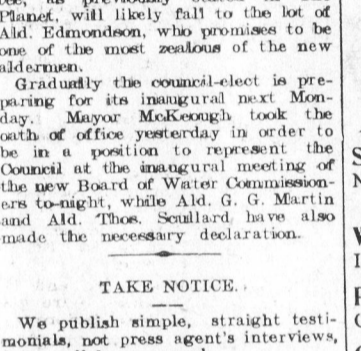 Planet, will likely fall to the lot of
Ald. Edmondson, who promises to be
one of the most zealous of the new
aldermen.
Gradually the council-elect is pre-
paring for its inaugural next Mon-
day. Mayor McKeough took the
oath of office yesterday in order to
be in a position to represent the
Council at the inaugural meeting of
the new Board of Water Commission-
ers to-night, while Ald. G. G. Martin
and Ald. Thos. Scullard have also
made the necessary declaration.
TAKE NOTICE.
We publish simple, straight testi-
monials, not press agent's interviews,